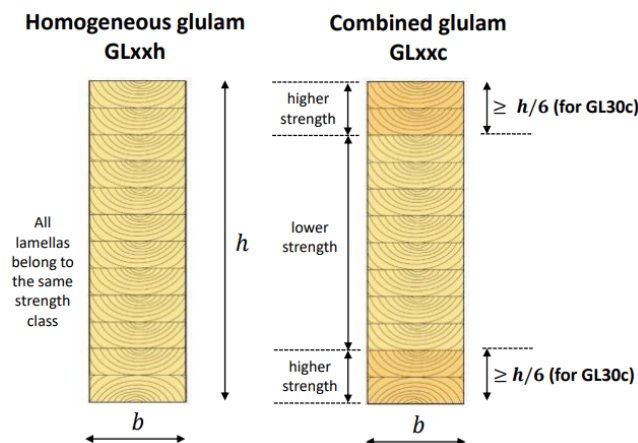 Homogeneous glulam
GLxxh
All
lamellas
belong to
the same
strength
class
h
b
Combined glulam
GLxxc
higher
strength
lower
strength
higher
strength
≥ h/6 (for GL30c)
≥ h/6 (for GL30c)
b